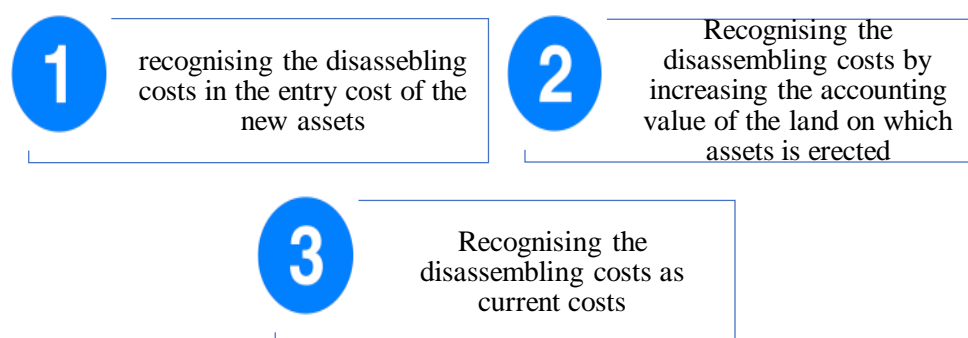 1
recognising the disassebling
costs in the entry cost of the
new assets
2
Recognising the
disassembling costs by
increasing the accounting
value of the land on which
assets is erected
3
Recognising the
disassembling costs as
current costs